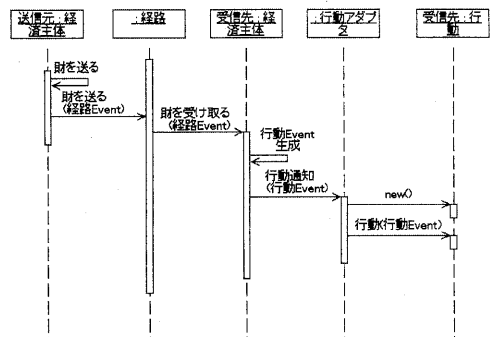 送信元：経
済主体
：経路
受信先：経
済主体
：行動アダプ
タ
受信先：行
動
財を送る
財を送る
(経路Event)
財を受け取る
(経路Event)
行動Event
生成
行動通知
(行動Event)
new()
行動(行動Event)